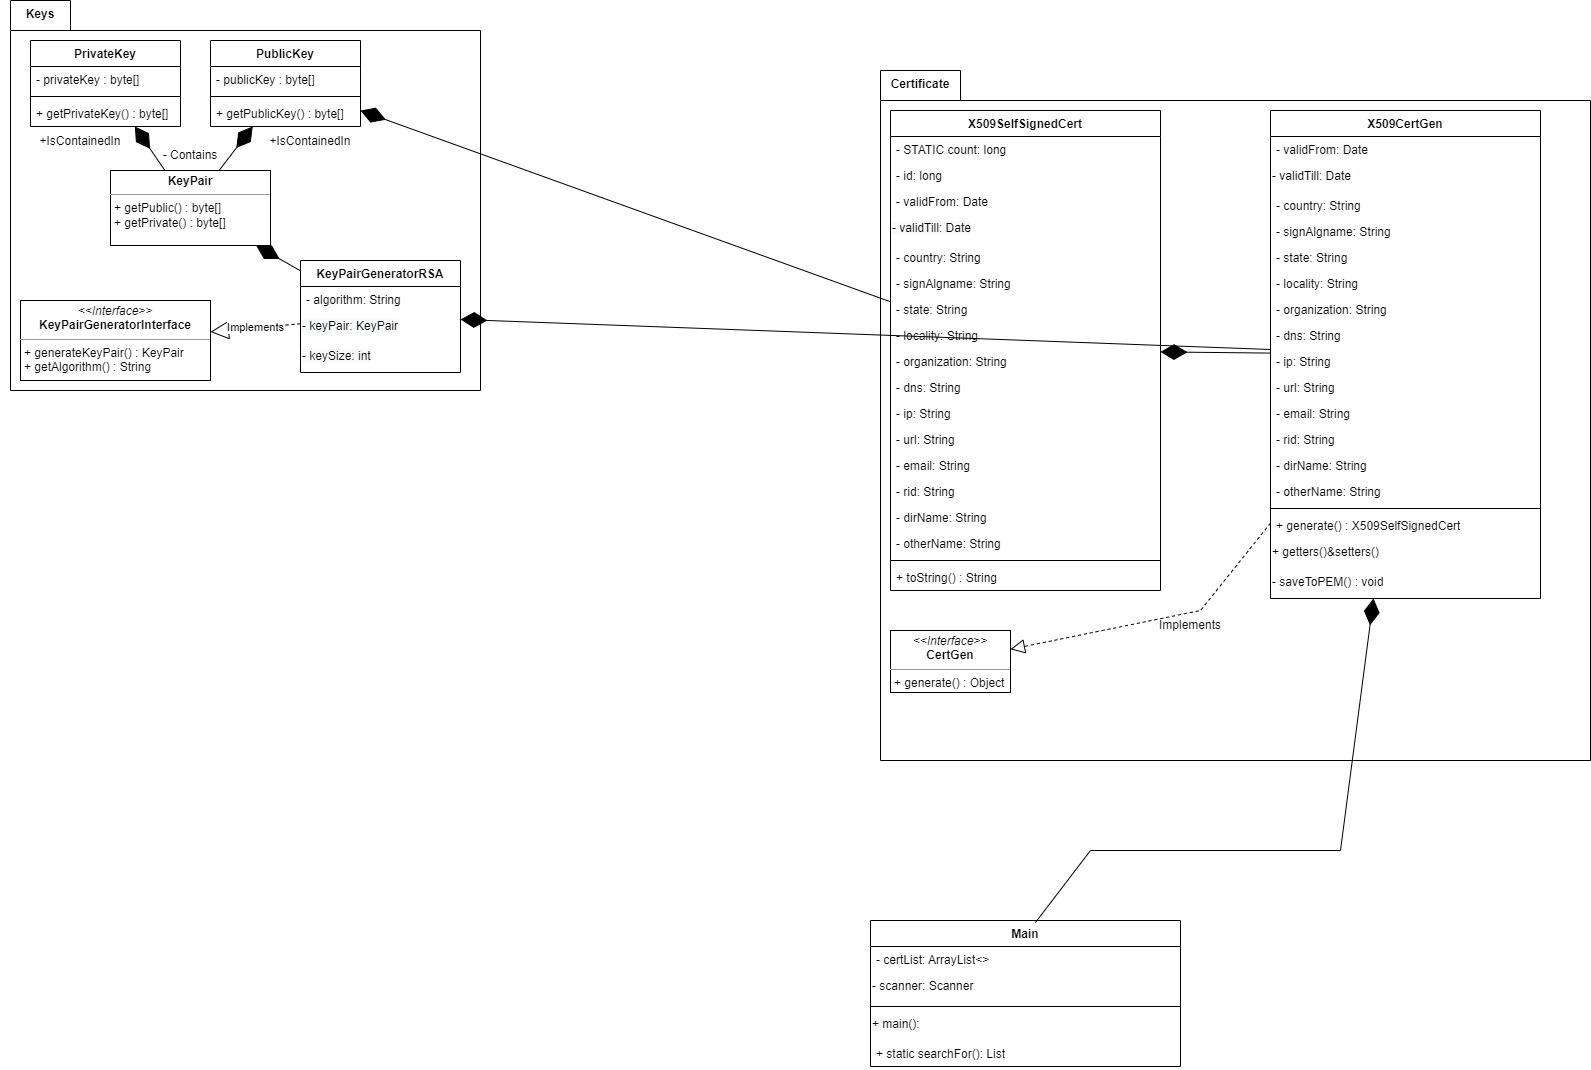 Keys
PrivateKey
- privateKey : byte[]
+ getPrivateKey() : byte[]
PublicKey
- publicKey : byte[]
+ getPublicKey() : byte[]
+IsContainedIn
+IsContainedIn
- Contains
KeyPair
+ getPublic() : byte[]
+ getPrivate() : byte[]
KeyPairGeneratorRSA
- algorithm: String
- keyPair: KeyPair
- keySize: int
Implements
<<Interface>>
KeyPairGeneratorInterface
+ generateKeyPair() : KeyPair
+ getAlgorithm() : String
Certificate
X509SelfSignedCert
- STATIC count: long
- id: long
- validFrom: Date
- validTill: Date
- country: String
- signAlgname: String
- state: String
- locality: String
- organization: String
- dns: String
- ip: String
- url: String
- email: String
- rid: String
- dirName: String
- otherName: String
+ toString() : String
X509CertGen
- validFrom: Date
- validTill: Date
- country: String
- signAlgname: String
- state: String
- locality: String
- organization: String
- dns: String
- ip: String
- url: String
- email: String
- rid: String
- dirName: String
- otherName: String
+ generate() : X509SelfSignedCert
+ getters()&setters()
- saveToPEM() : void
Implements
<<Interface>>
CertGen
+ generate() : Object
Main
- certList: ArrayList<>
- scanner: Scanner
+ main():
+ static searchFor(): List